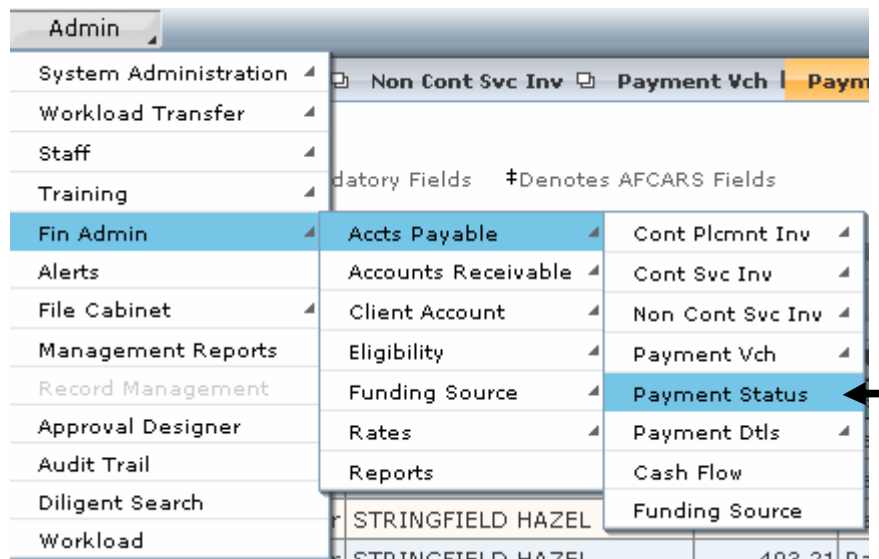 Admin
System Administration
Workload Transfer
Staff
Training
Fin Admin
Alerts
File Cabinet
Management Reports
Record Management
Approval Designer
Audit Trail
Diligent Search
Workload
Non Cont Svc Inv Payment Vch
datory Fields ‡Denotes AFCARS Fields
Accts Payable
Accounts Receivable
Client Account
Eligibility
Funding Source
Rates
Reports
Cont Plcmnt Inv
Cont Svc Inv
Non Cont Svc Inv
Payment Vch
Payment Status
Payment Dtls
Cash Flow
Funding Source
STRINGFIELD HAZEL
STRINGFIELD HAZEL